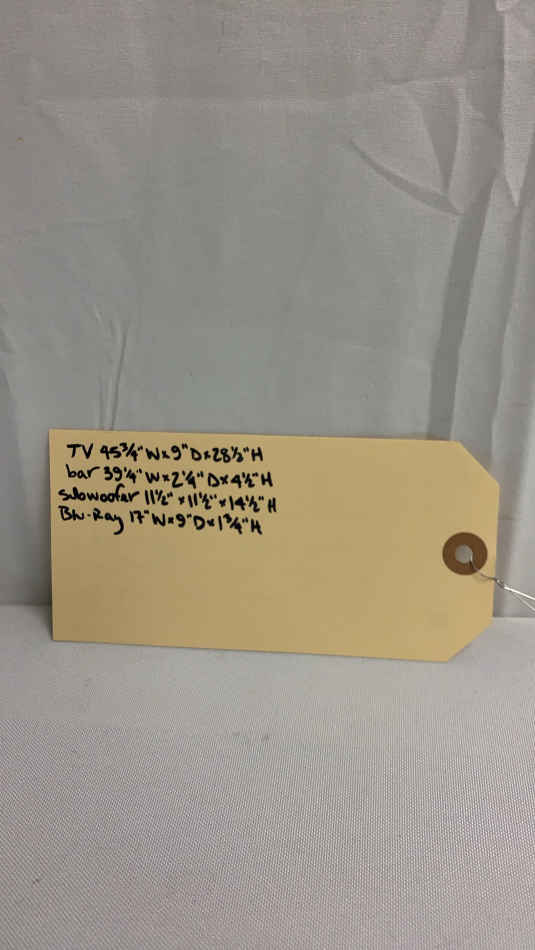 TV 45¾" W x 9" D x 28½" H
bar 39¼" W x 2¼" D x 4½" H
subwoofer 11½" x 11½" x 14½" H
Blu-Ray 17" W x 9" D x 1¾" H